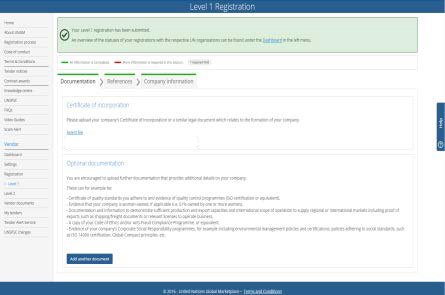 Level 1 Registration
Home
About UNGM
Registration process
Code of conduct
Terms & Conditions
Tender notices
Contract awards
Knowledge centre
UNSPSC
FAQs
Video Guides
Scam Alert
Vendor
Dashboard
Settings
Registration
Level 1
Level 2
Vendor documents
My tenders
Tender Alert Service
UNSPSC changes
Your Level 1 registration has been submitted.
An overview of the statuses of your registrations with the respective UN organisations can be found under the Dashboard in the left menu.
All information is completed
More information is required in this section
* required field
Documentation
References
Company information
Certificate of incorporation
Please upload your company's Certificate of Incorporation or a similar legal document which relates to the formation of your company.
Select file
Optional documentation
You are encouraged to upload further documentation that provides additional details on your company.
These can for example be:
- Certificate of quality standards you adhere to and evidence of quality control programmes (ISO certification or equivalent).
- Evidence that your company is women-owned, if applicable i.e. 51% owned by one or more women.
- Documentation and information to demonstrate sufficient production and export capacities and international scope of operation to supply regional or international markets including proof of
exports such as shipping/freight documents or relevant licenses to operate business.
- A copy of your Code of Ethics and/or Anti-Fraud Compliance Programme, or equivalent.
- Evidence of your company's Corporate Social Responsibility programmes, for example including environmental management policies and certifications, policies adhering to social standards, such
as ISO 14000 certification, Global Compact principles etc.
Add another document
Help
© 2016 - United Nations Global Marketplace - Terms and Conditions